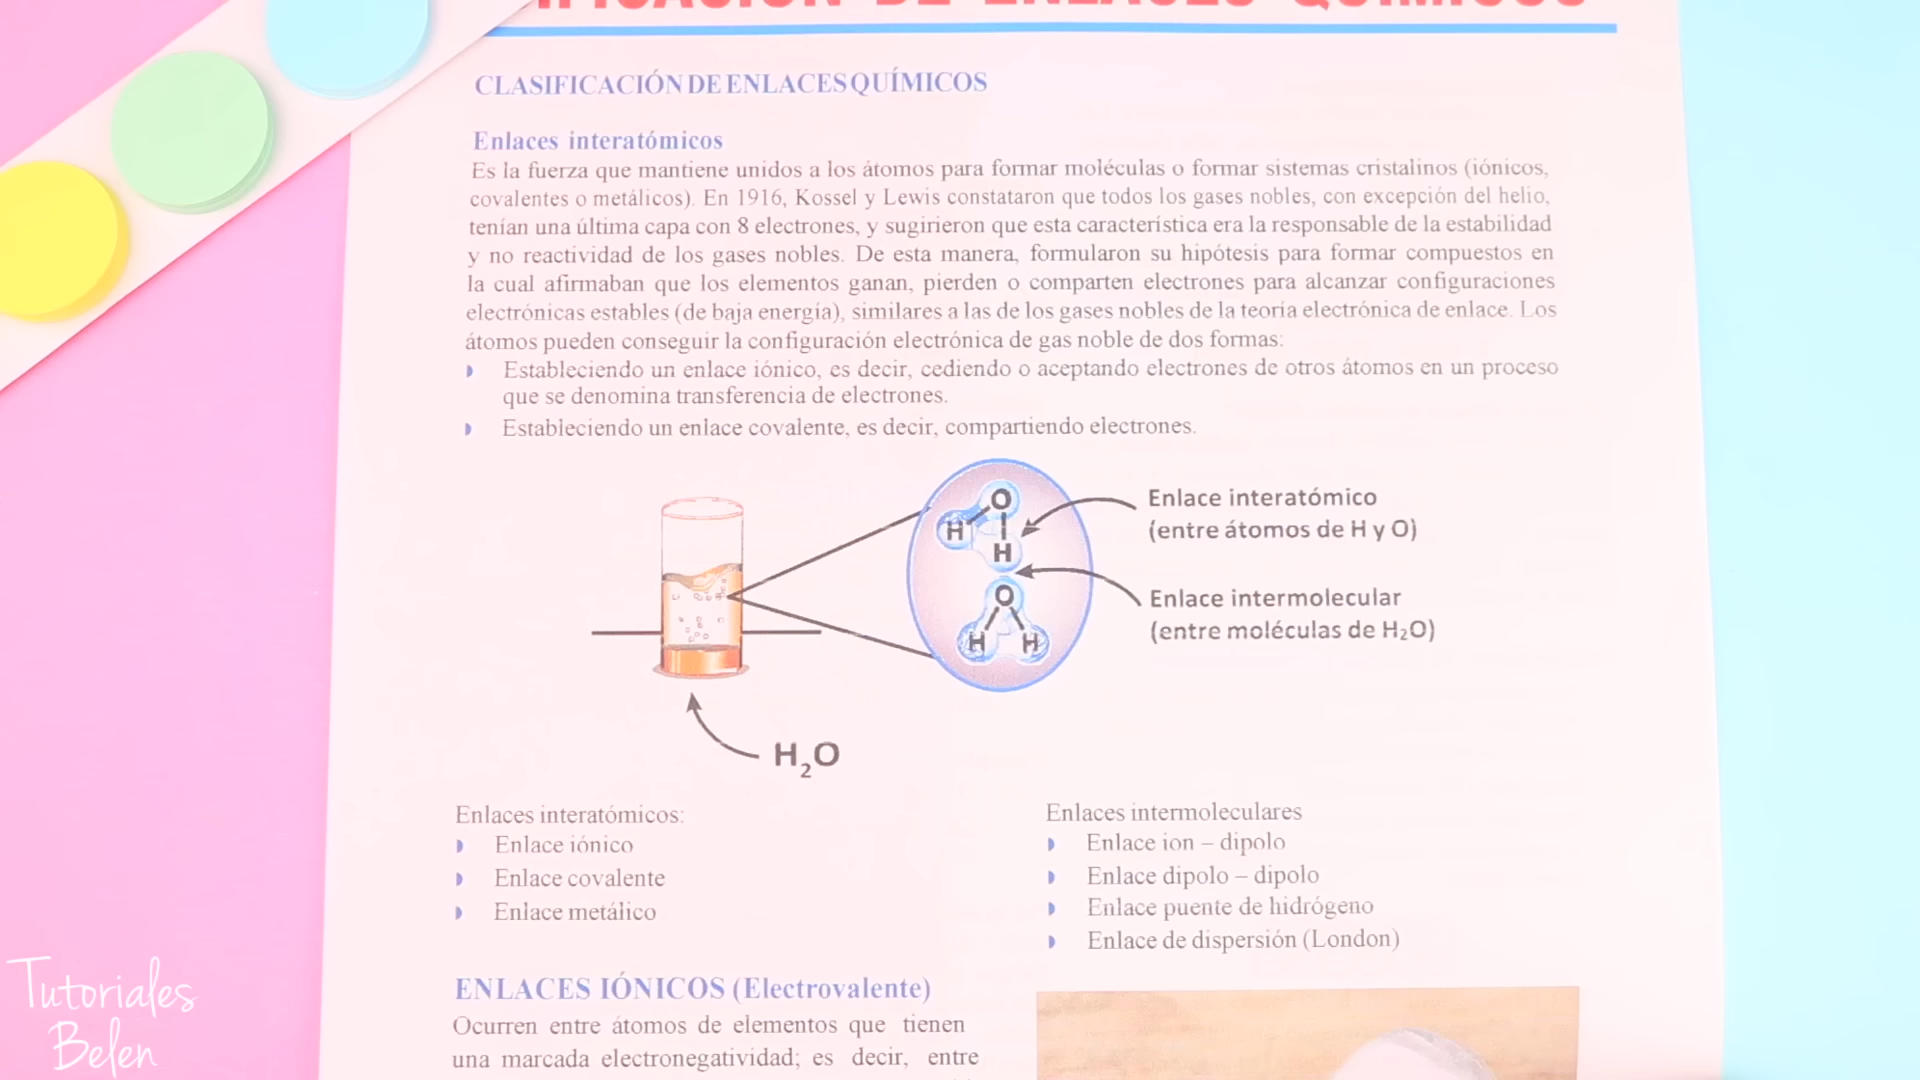 DE ENLACES QUÍMICOS
CLASIFICACIÓN DE ENLACES QUÍMICOS
Enlaces interatómicos
Es la fuerza que mantiene unidos a los átomos para formar moléculas o formar sistemas cristalinos (iónicos,
covalentes o metálicos). En 1916, Kossel y Lewis constataron que todos los gases nobles, con excepción del helio,
tenían una última capa con 8 electrones, y sugirieron que esta característica era la responsable de la estabilidad
y no reactividad de los gases nobles. De esta manera, formularon su hipótesis para formar compuestos en
la cual afirmaban que los elementos ganan, pierden o comparten electrones para alcanzar configuraciones
electrónicas estables (de baja energía), similares a las de los gases nobles de la teoría electrónica de enlace. Los
átomos pueden conseguir la configuración electrónica de gas noble de dos formas:
Estableciendo un enlace iónico, es decir, cediendo o aceptando electrones de otros átomos en un proceso
que se denomina transferencia de electrones.
Estableciendo un enlace covalente, es decir, compartiendo electrones.
O
H
H
O
H H
Enlace interatómico
(entre átomos de H y O)
Enlace intermolecular
(entre moléculas de H₂O)
H₂O
Enlaces interatómicos:
Enlace iónico
Enlace covalente
Enlace metálico
Enlaces intermoleculares
Enlace ion – dipolo
Enlace dipolo – dipolo
Enlace puente de hidrógeno
Enlace de dispersión (London)
ENLACES IÓNICOS (Electrovalente)
Ocurren entre átomos de elementos que tienen
una marcada electronegatividad; es decir, entre
Tutoriales
Belen